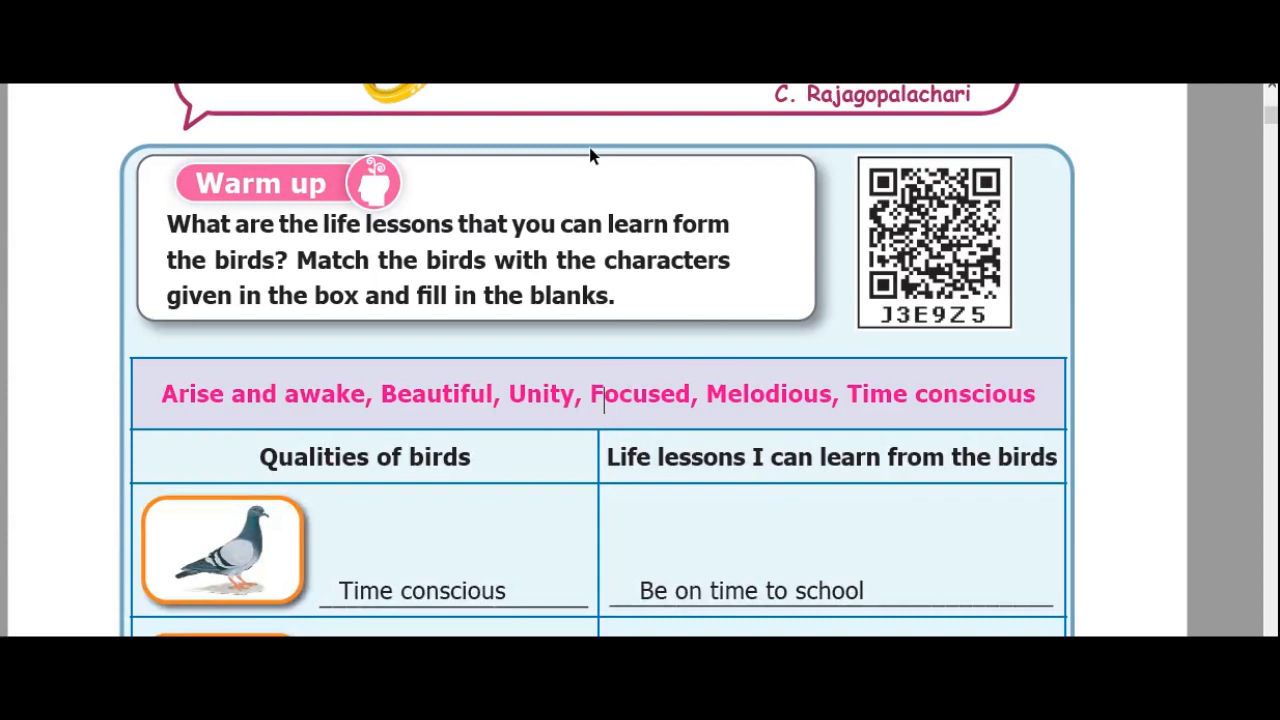 C. Rajagopalachari
Warm up
What are the life lessons that you can learn form
the birds? Match the birds with the characters
given in the box and fill in the blanks.
J3E9Z5
Arise and awake, Beautiful, Unity, Focused, Melodious, Time conscious
Qualities of birds
Life lessons I can learn from the birds
Time conscious
Be on time to school